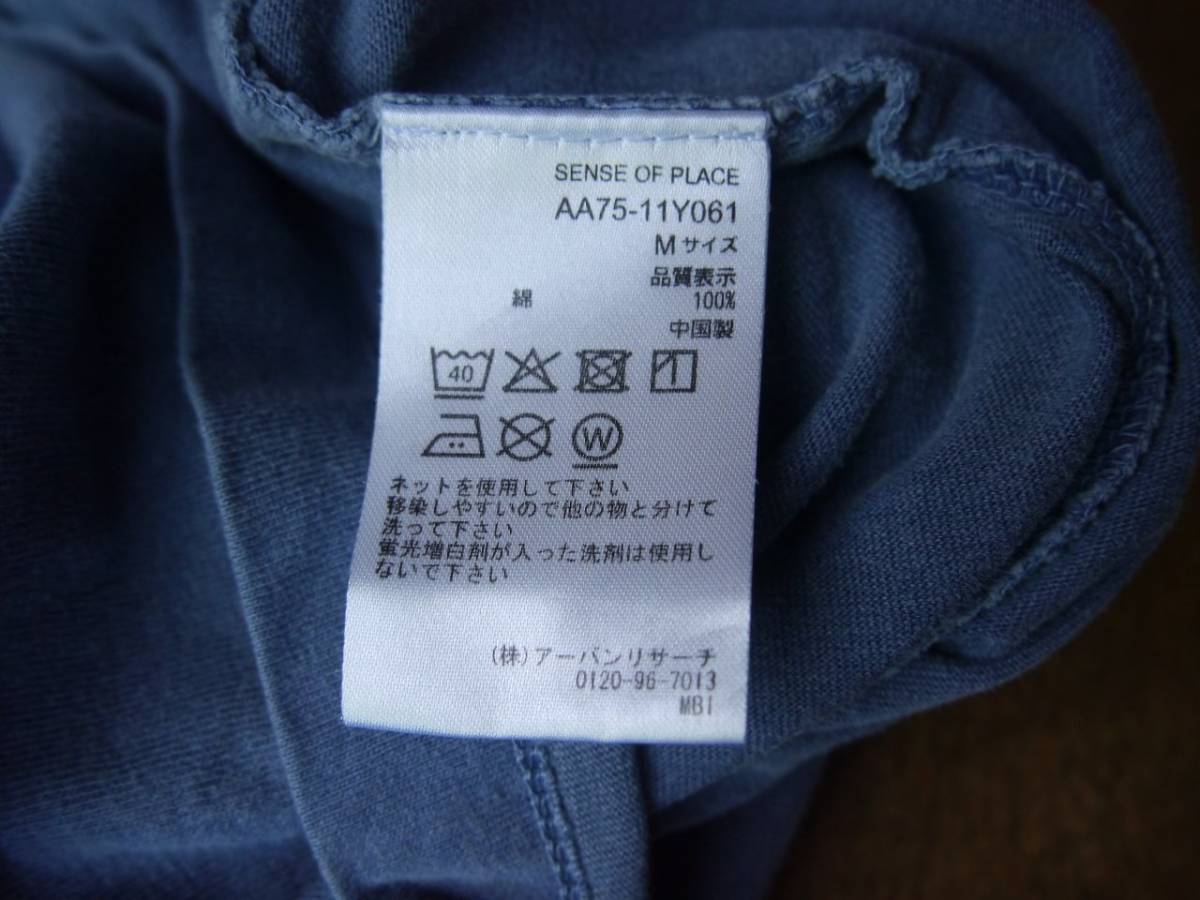 SENSE OF PLACE
AA75-11Y061
Mサイズ
品質表示
綿 100%
中国製
40
W
ネットを使用して下さい
移染しやすいので他の物と分けて
洗って下さい
蛍光増白剤が入った洗剤は使用し
ないで下さい
(株)アーバンリサーチ
0120-96-7013
MBI